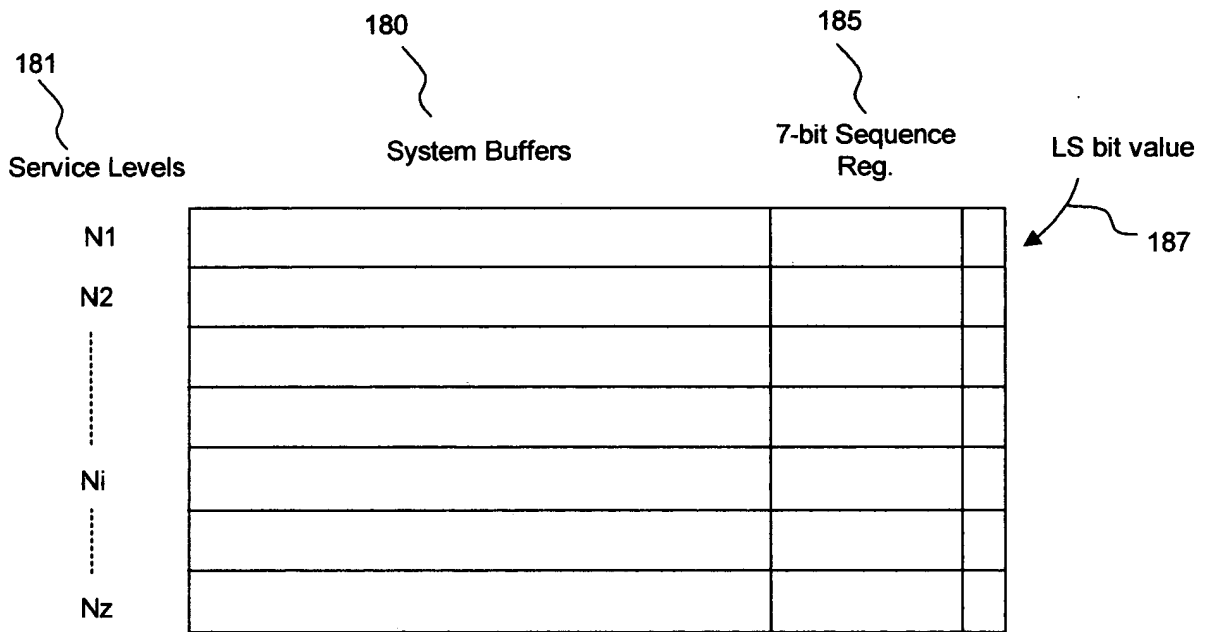 180
185
181
Service Levels
System Buffers
7-bit Sequence
Reg.
LS bit value
187
N1
N2
Ni
Nz